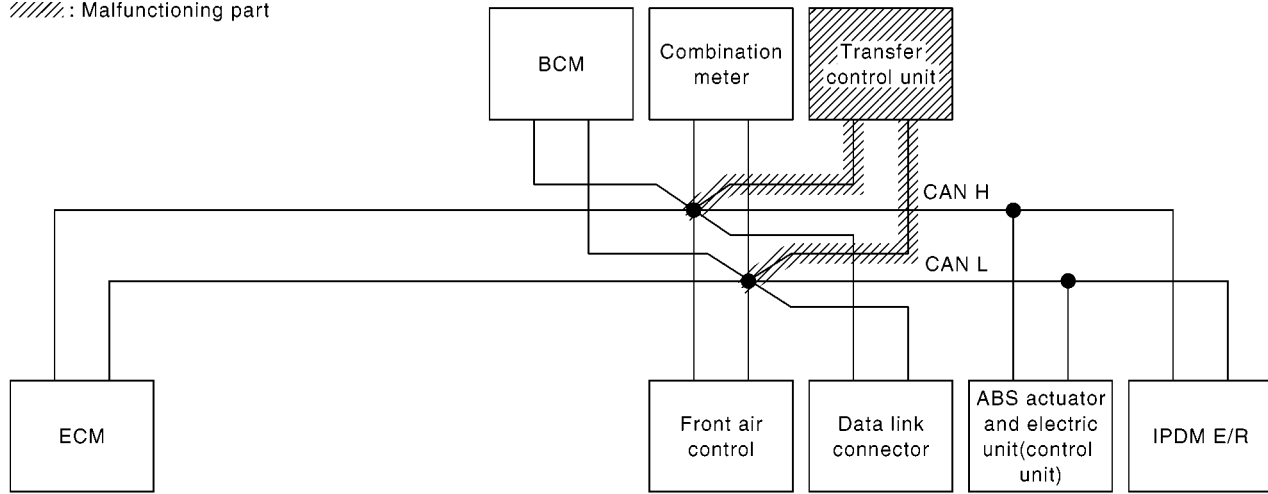 : Malfunctioning part
BCM
Combination
meter
Transfer
control unit
CAN H
CAN L
ECM
Front air
control
Data link
connector
ABS actuator
and electric
unit(control
unit)
IPDM E/R